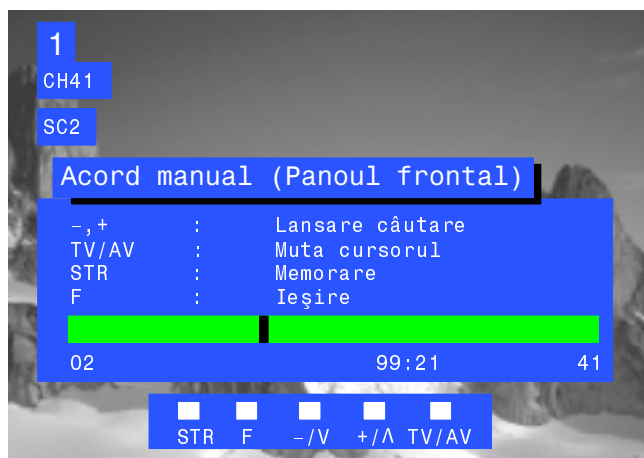 1
CH41
SC2
Acord manual (Panoul frontal)
–,+ : Lansare câutare
TV/AV : Muta cursorul
STR : Memorare
F : Ieşire
02 99:21 41
STR F –/V +/Λ TV/AV